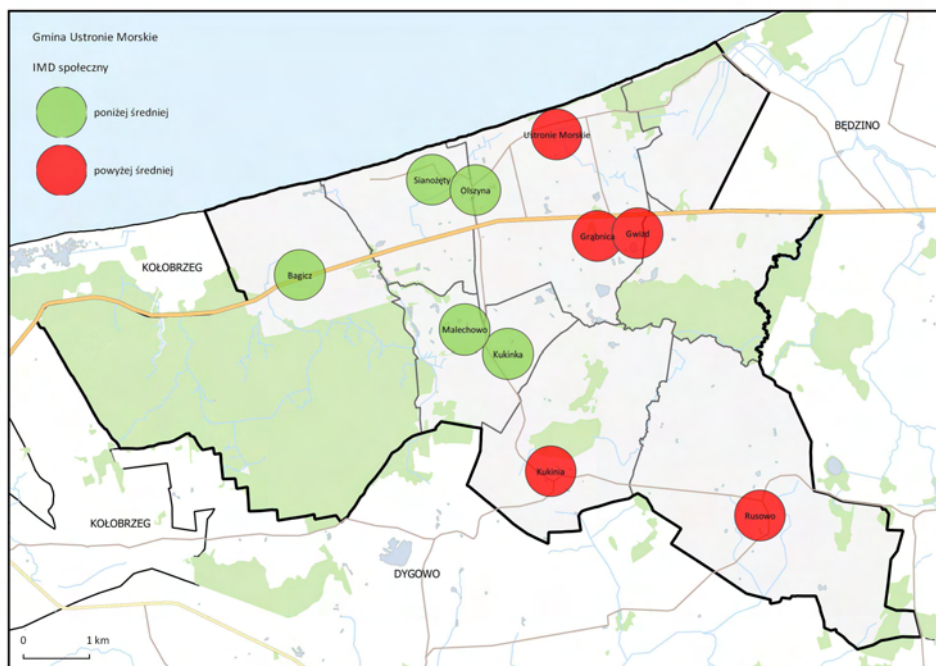 Gmina Ustronie Morskie
IMD społeczny
poniżej średniej
powyżej średniej
BĘDZINO
Ustronie Morskie
Sianożęty
Olszyna
Grąbnica
Gwizd
KOŁOBRZEG
Bagicz
Malechowo
Kukinka
Kukinia
Rusowo
KOŁOBRZEG
DYGOWO
0 1 km